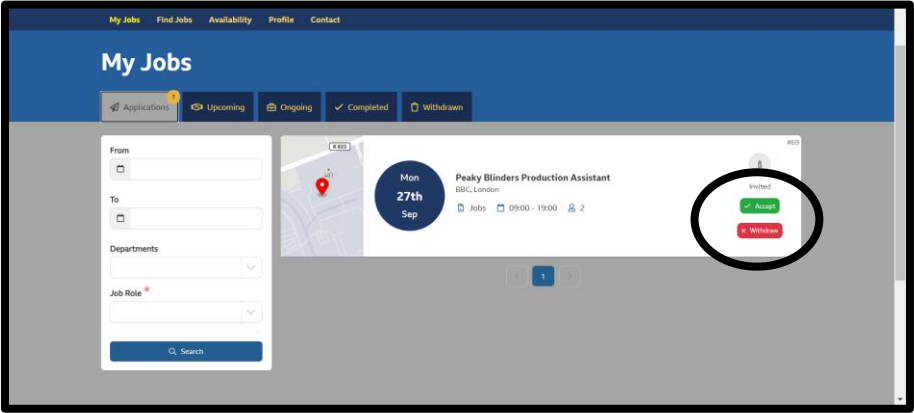 My Jobs Find Jobs Availability Profile Contact
My Jobs
Applications 1 Upcoming Ongoing Completed Withdrawn
From
To
Departments
Job Role *
Search
Mon
27th
Sep
Peaky Blinders Production Assistant
BBC, London
Jobs 09:00 - 19:00 2
Invited
Accept
Withdraw
1